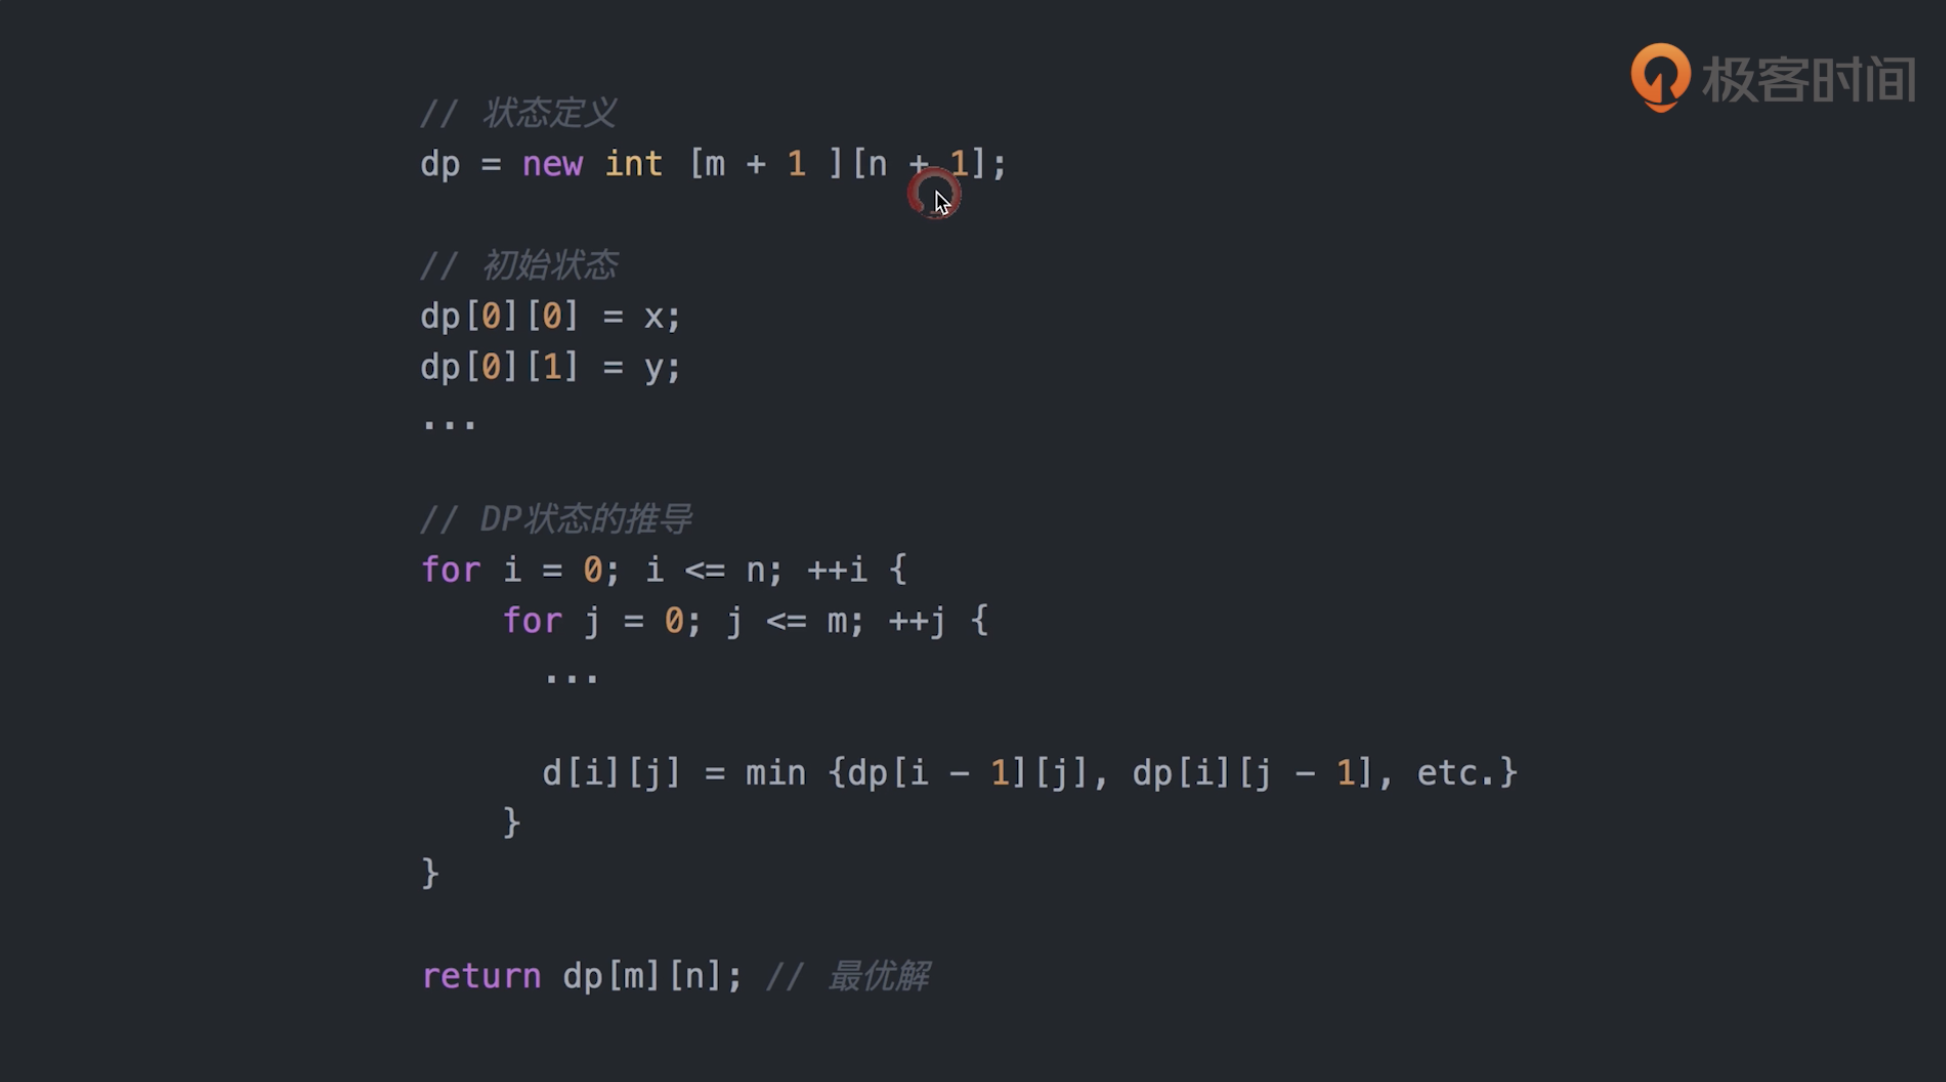 极客时间
// 状态定义
dp = new int [m + 1 ][n + 1];
// 初始状态
dp[0][0] = x;
dp[0][1] = y;
...
// DP状态的推导
for i = 0; i <= n; ++i {
for j = 0; j <= m; ++j {
...
d[i][j] = min {dp[i - 1][j], dp[i][j - 1], etc.}
}
}
return dp[m][n]; // 最优解